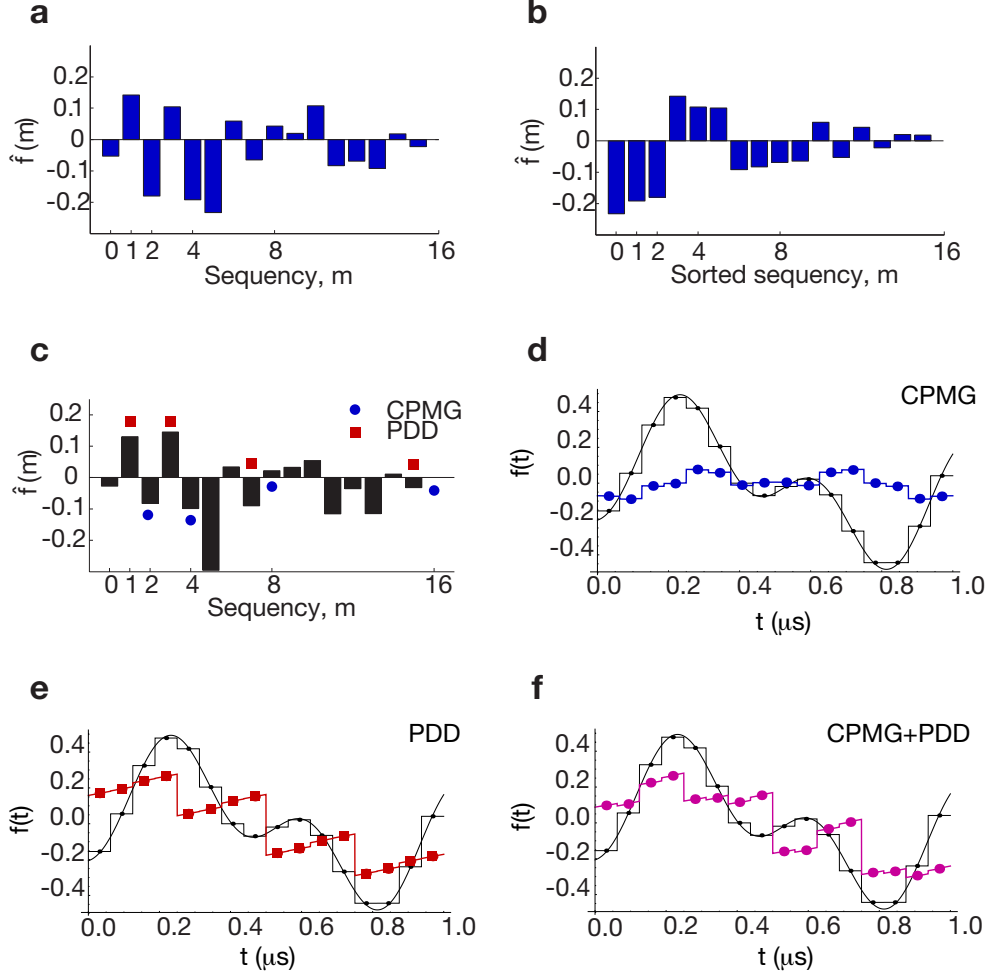 a
0.2
0.1
0
-0.1
-0.2
f̂ (m)
0 1 2 4 8 16
Sequency, m
b
0.2
0.1
0
-0.1
-0.2
f̂ (m)
0 1 2 4 8 16
Sorted sequency, m
c
CPMG
PDD
0.2
0.1
0
-0.1
-0.2
f̂ (m)
0 1 2 4 8 16
Sequency, m
d
CPMG
0.4
0.2
0.0
-0.2
-0.4
f(t)
0.0 0.2 0.4 0.6 0.8 1.0
t (μs)
e
PDD
0.4
0.2
0.0
-0.2
-0.4
f(t)
0.0 0.2 0.4 0.6 0.8 1.0
t (μs)
f
CPMG+PDD
0.4
0.2
0.0
-0.2
-0.4
f(t)
0.0 0.2 0.4 0.6 0.8 1.0
t (μs)